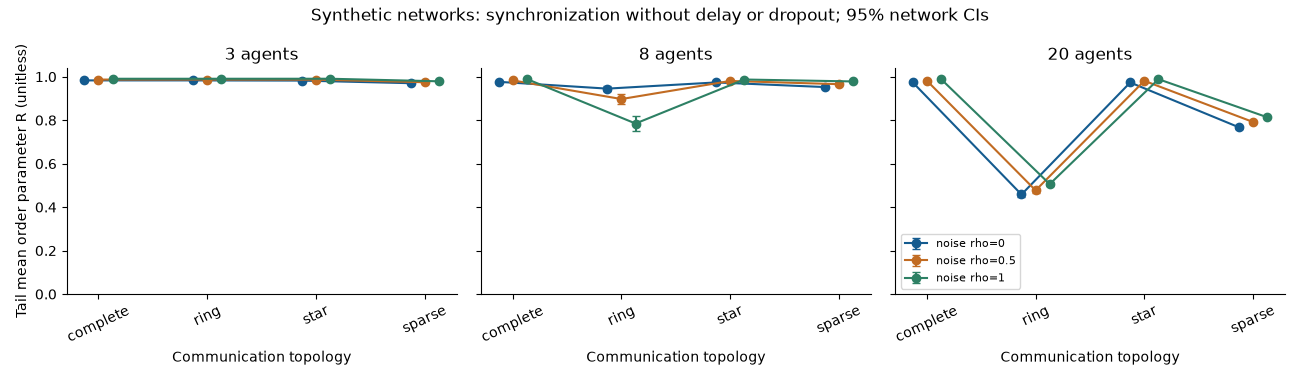 Synthetic networks: synchronization without delay or dropout; 95% network CIs
Tail mean order parameter R (unitless)
3 agents
1.0
0.8
0.6
0.4
0.2
0.0
complete
ring
star
sparse
Communication topology
8 agents
complete
ring
star
sparse
Communication topology
20 agents
noise rho=0
noise rho=0.5
noise rho=1
complete
ring
star
sparse
Communication topology